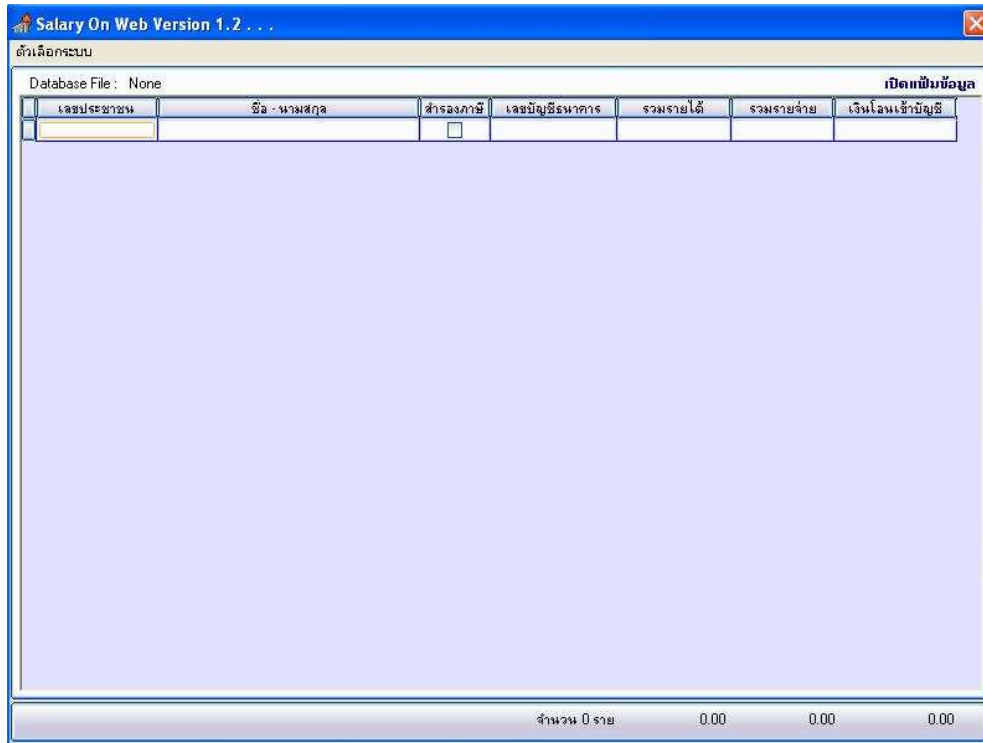 Salary On Web Version 1.2 . . .
ตัวเลือกระบบ
Database File : None เปิดแฟ้มข้อมูล
เลขประชาชน ชื่อ - นามสกุล สำรองภาษี เลขบัญชีธนาคาร รวมรายได้ รวมรายจ่าย เงินโอนเข้าบัญชี
จำนวน 0 ราย 0.00 0.00 0.00